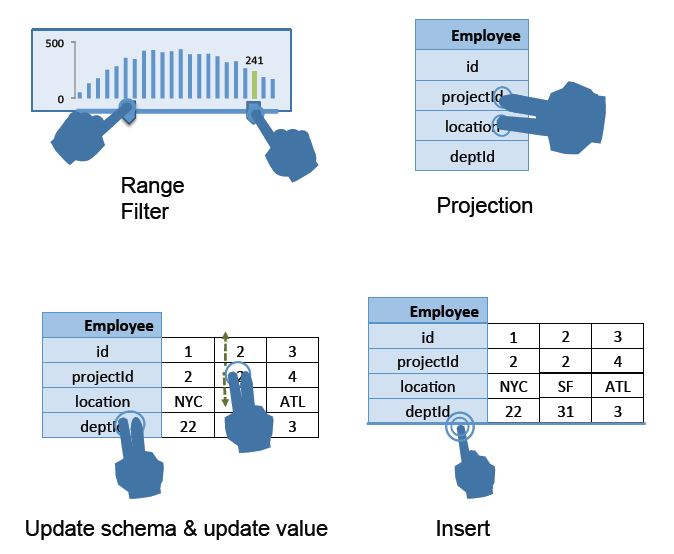 500
241
0
Range
Filter
Employee
id
projectId
location
deptId
Projection
Employee
id 1 2 3
projectId 2 2 4
location NYC ATL
deptId 22 3
Update schema & update value
Employee
id 1 2 3
projectId 2 2 4
location NYC SF ATL
deptId 22 31 3
Insert